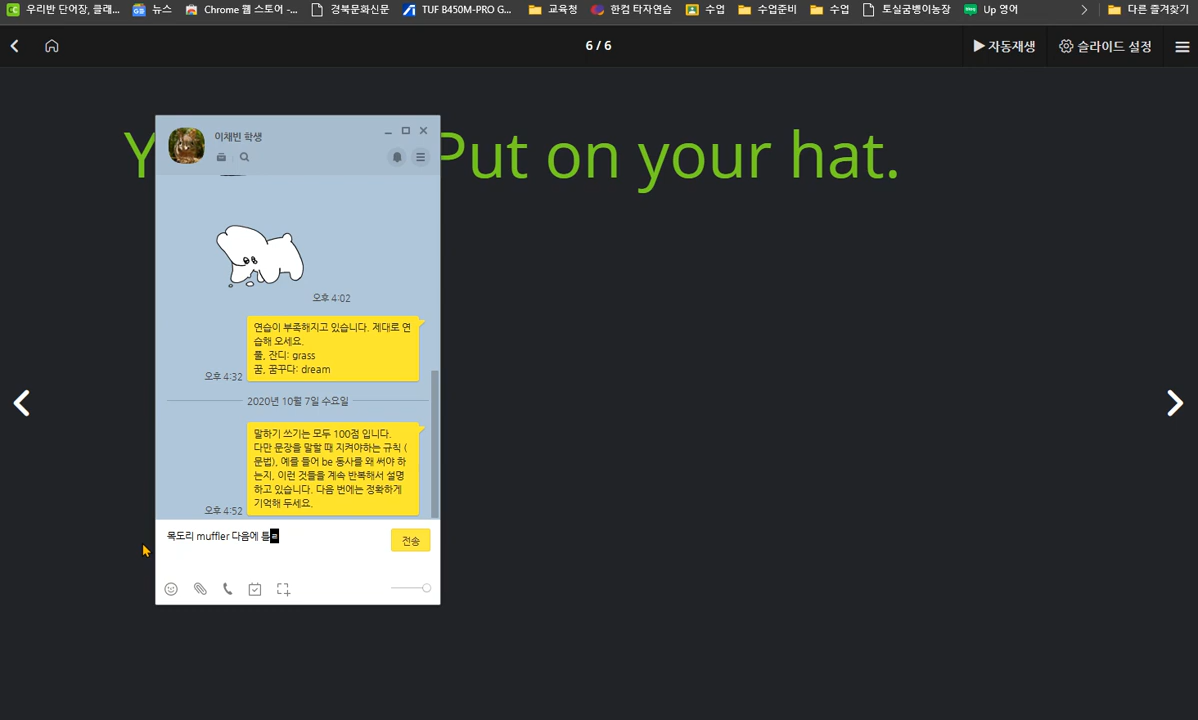 우리반 단어장, 클래... 뉴스 Chrome 웹 스토어 -... 경북문화신문 TUF B450M-PRO G... 교육청 한컴 타자연습 수업 수업준비 수업 토실굼벵이농장 Up 영어 다른 즐겨찾기
6 / 6
자동재생
슬라이드 설정
Y
Put on your hat.
이채빈 학생
오후 4:02
연습이 부족해지고 있습니다. 제대로 연
습해 오세요.
풀, 잔디: grass
꿈, 꿈꾸다: dream
오후 4:32
2020년 10월 7일 수요일
말하기 쓰기는 모두 100점 입니다.
다만 문장을 말할 때 지켜야하는 규칙 (
문법), 예를 들어 be 동사를 왜 써야 하
는지, 이런 것들을 계속 반복해서 설명
하고 있습니다. 다음 번에는 정확하게
기억해 두세요.
오후 4:52
목도리 muffler 다음에 틀ㄹ
전송